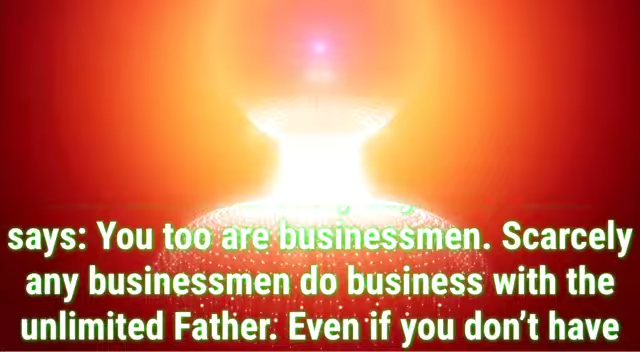 says: You too are businessmen. Scarcely
any businessmen do business with the
unlimited Father. Even if you don’t have